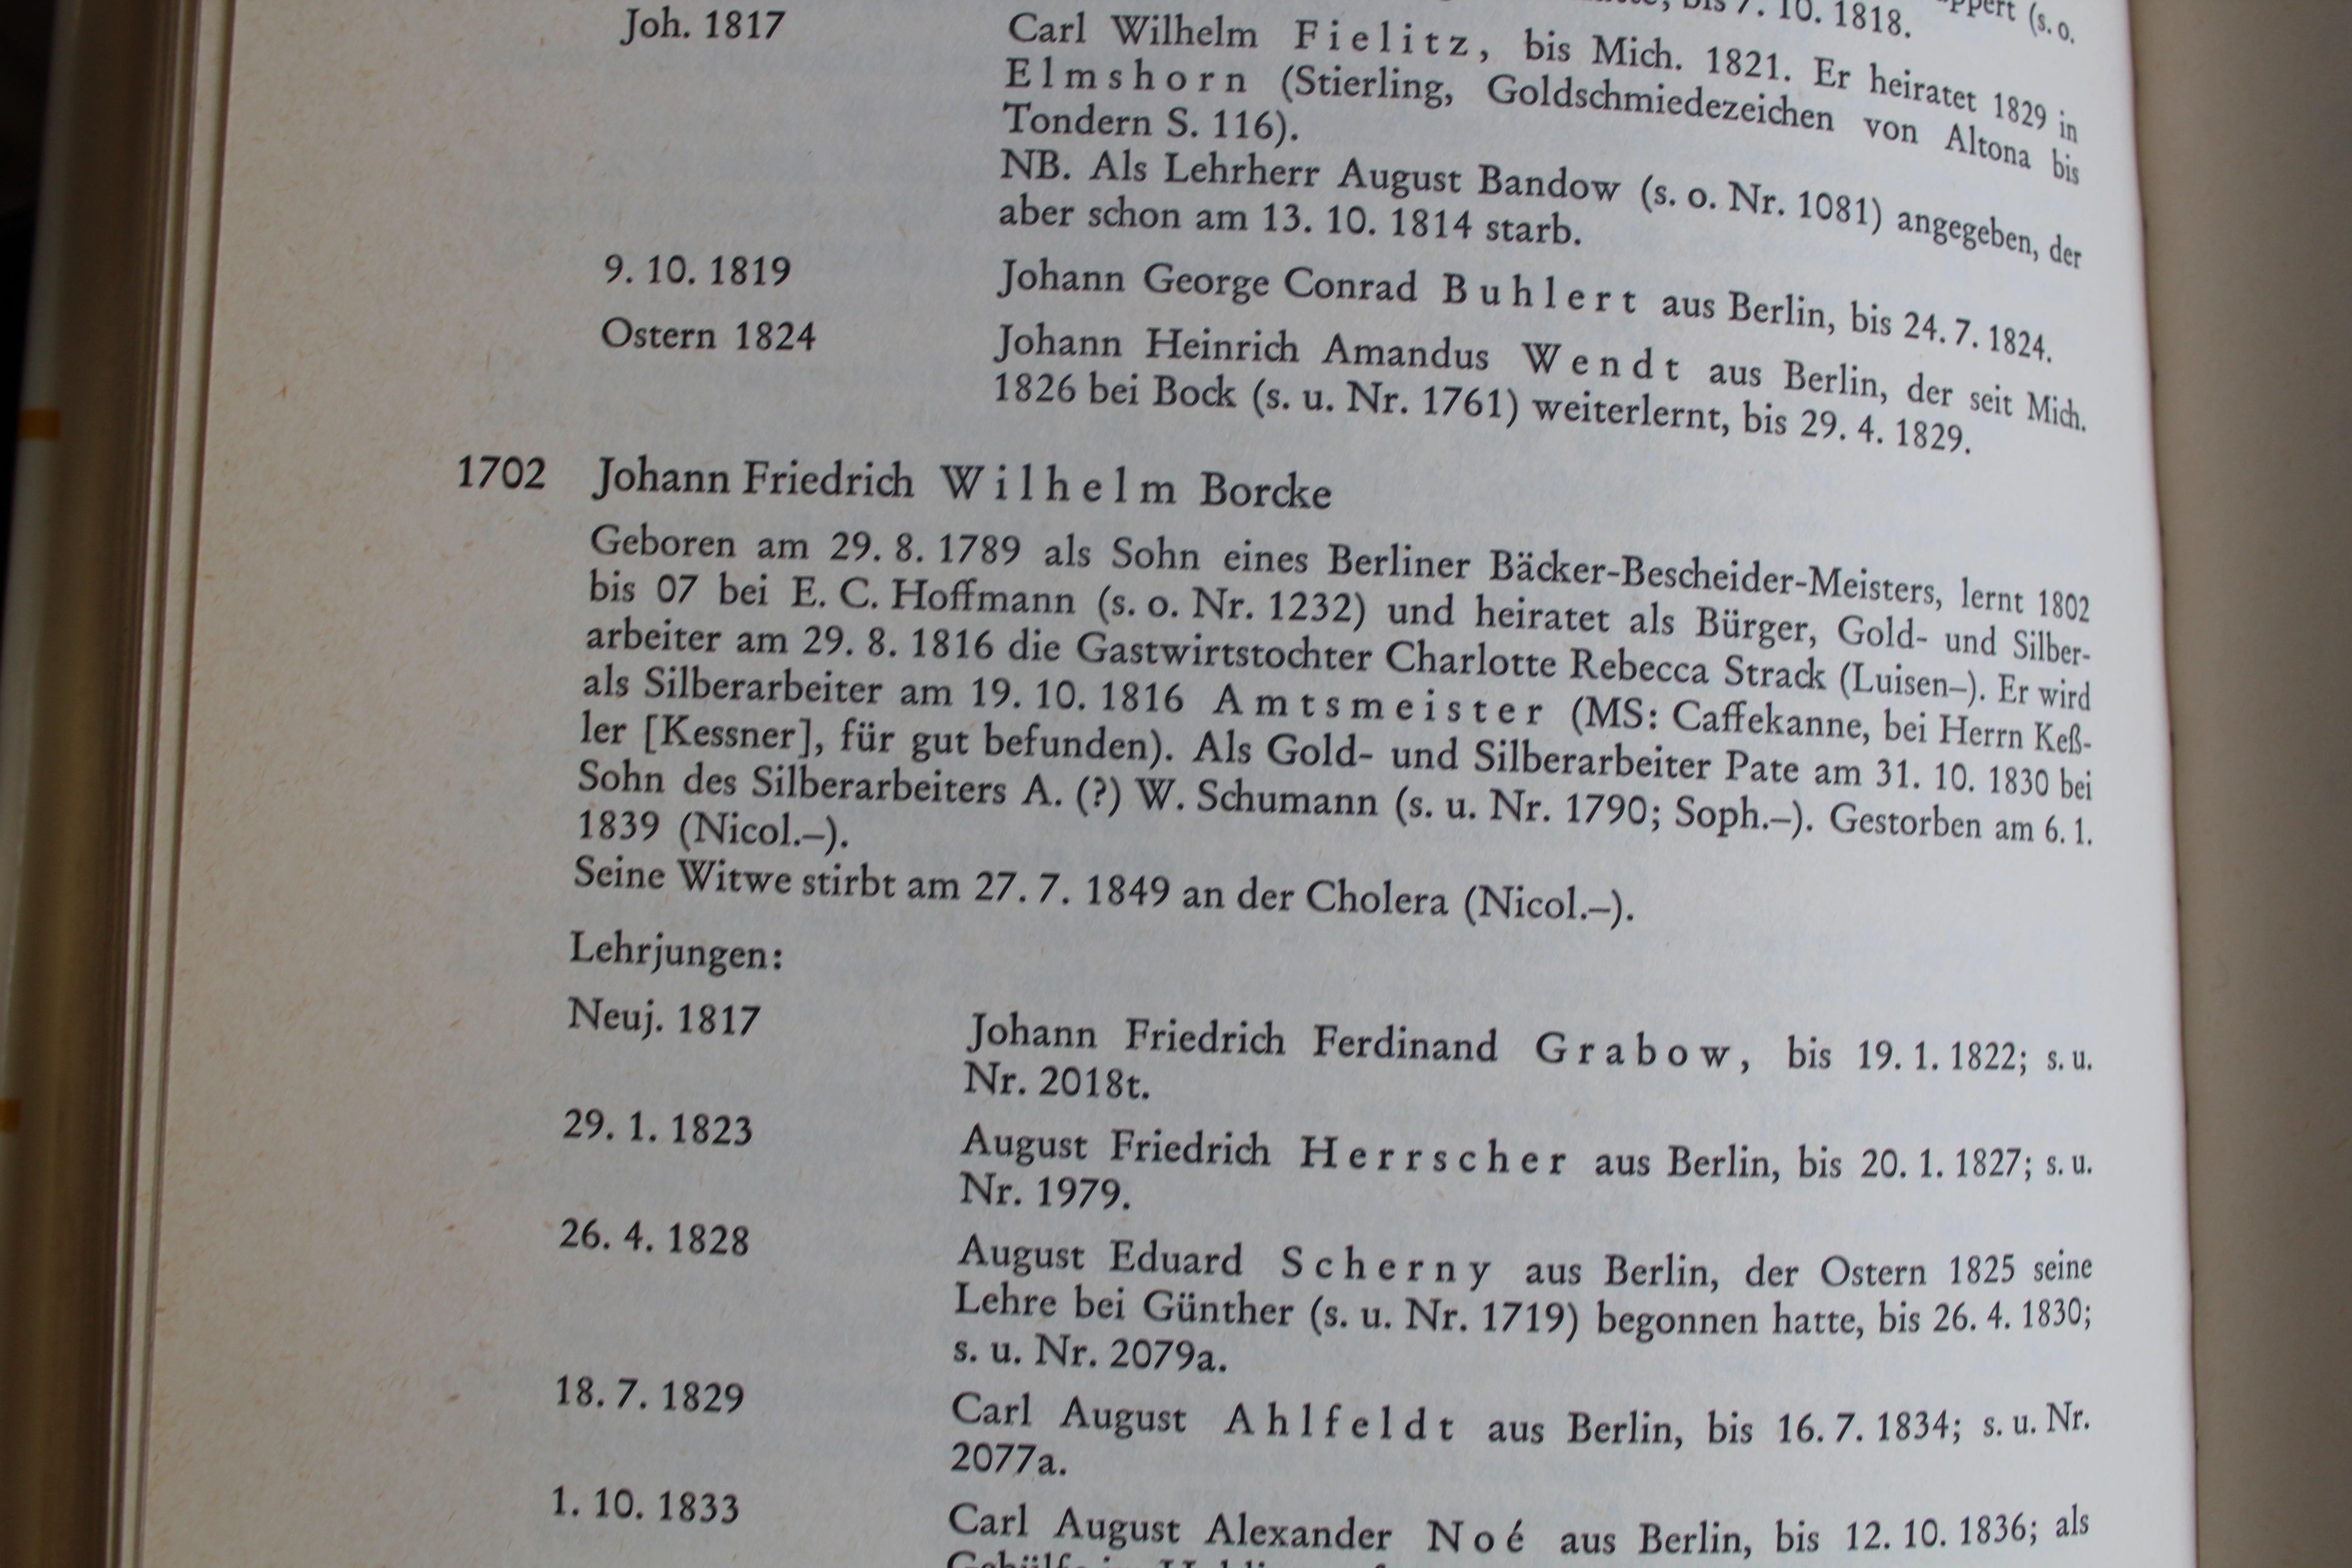 bis 7. 10. 1818. (s. o.
Joh. 1817 Carl Wilhelm Fielitz, bis Mich. 1821. Er heiratet 1829 in
Elmshorn (Stierling, Goldschmiedezeichen von Altona bis
Tondern S. 116).
NB. Als Lehrherr August Bandow (s. o. Nr. 1081) angegeben, der
aber schon am 13. 10. 1814 starb.
9. 10. 1819 Johann George Conrad Buhlert aus Berlin, bis 24. 7. 1824.
Ostern 1824 Johann Heinrich Amandus Wendt aus Berlin, der seit Mich.
1826 bei Bock (s. u. Nr. 1761) weiterlernt, bis 29. 4. 1829.
1702 Johann Friedrich Wilhelm Borcke
Geboren am 29. 8. 1789 als Sohn eines Berliner Bäcker-Bescheider-Meisters, lernt 1802
bis 07 bei E. C. Hoffmann (s. o. Nr. 1232) und heiratet als Bürger, Gold- und Silber-
arbeiter am 29. 8. 1816 die Gastwirtstochter Charlotte Rebecca Strack (Luisen–). Er wird
als Silberarbeiter am 19. 10. 1816 Amtsmeister (MS: Caffekanne, bei Herrn Keß-
ler [Kessner], für gut befunden). Als Gold- und Silberarbeiter Pate am 31. 10. 1830 bei
Sohn des Silberarbeiters A. (?) W. Schumann (s. u. Nr. 1790; Soph.–). Gestorben am 6. 1.
1839 (Nicol.–).
Seine Witwe stirbt am 27. 7. 1849 an der Cholera (Nicol.–).
Lehrjungen:
Neuj. 1817 Johann Friedrich Ferdinand Grabow, bis 19. 1. 1822; s. u.
Nr. 2018t.
29. 1. 1823 August Friedrich Herrscher aus Berlin, bis 20. 1. 1827; s. u.
Nr. 1979.
26. 4. 1828 August Eduard Scherny aus Berlin, der Ostern 1825 seine
Lehre bei Günther (s. u. Nr. 1719) begonnen hatte, bis 26. 4. 1830;
s. u. Nr. 2079a.
18. 7. 1829 Carl August Ahlfeldt aus Berlin, bis 16. 7. 1834; s. u. Nr.
2077a.
1. 10. 1833 Carl August Alexander Noé aus Berlin, bis 12. 10. 1836; als